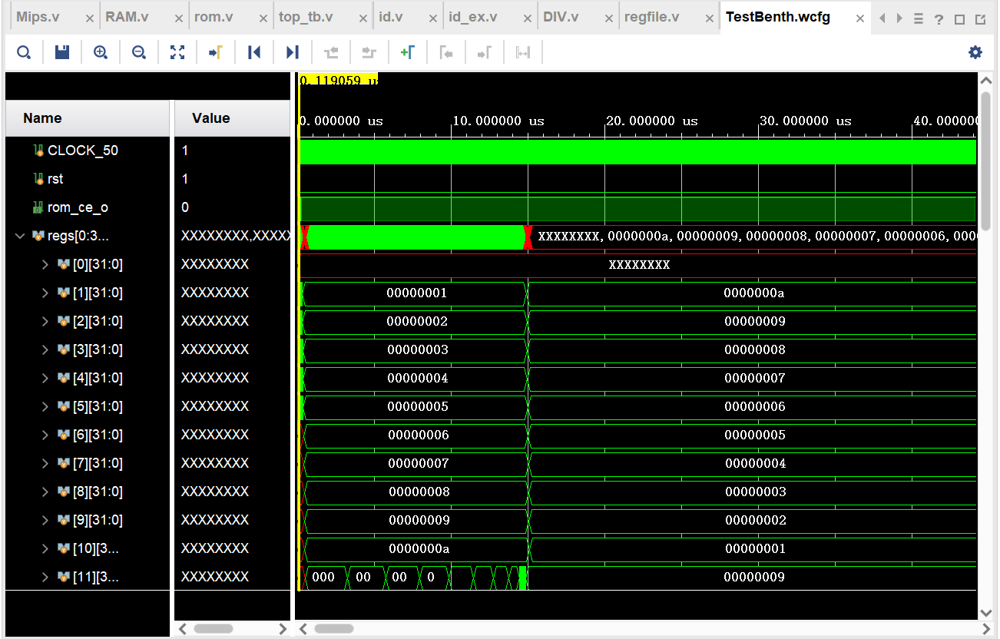 Mips.v RAM.v rom.v top_tb.v id.v id_ex.v DIV.v regfile.v TestBenth.wcfg
0.119059 us
Name Value
0.000000 us 10.000000 us 20.000000 us 30.000000 us 40.000000
CLOCK_50 1
rst 1
rom_ce_o 0
regs[0:3... XXXXXXXX,XXXXX XXXXXXXX,0000000a,00000009,00000008,00000007,00000006,000
[0][31:0] XXXXXXXX XXXXXXXX
[1][31:0] XXXXXXXX 00000001 0000000a
[2][31:0] XXXXXXXX 00000002 00000009
[3][31:0] XXXXXXXX 00000003 00000008
[4][31:0] XXXXXXXX 00000004 00000007
[5][31:0] XXXXXXXX 00000005 00000006
[6][31:0] XXXXXXXX 00000006 00000005
[7][31:0] XXXXXXXX 00000007 00000004
[8][31:0] XXXXXXXX 00000008 00000003
[9][31:0] XXXXXXXX 00000009 00000002
[10][3... XXXXXXXX 0000000a 00000001
[11][3... XXXXXXXX 000 00 00 0 00000009